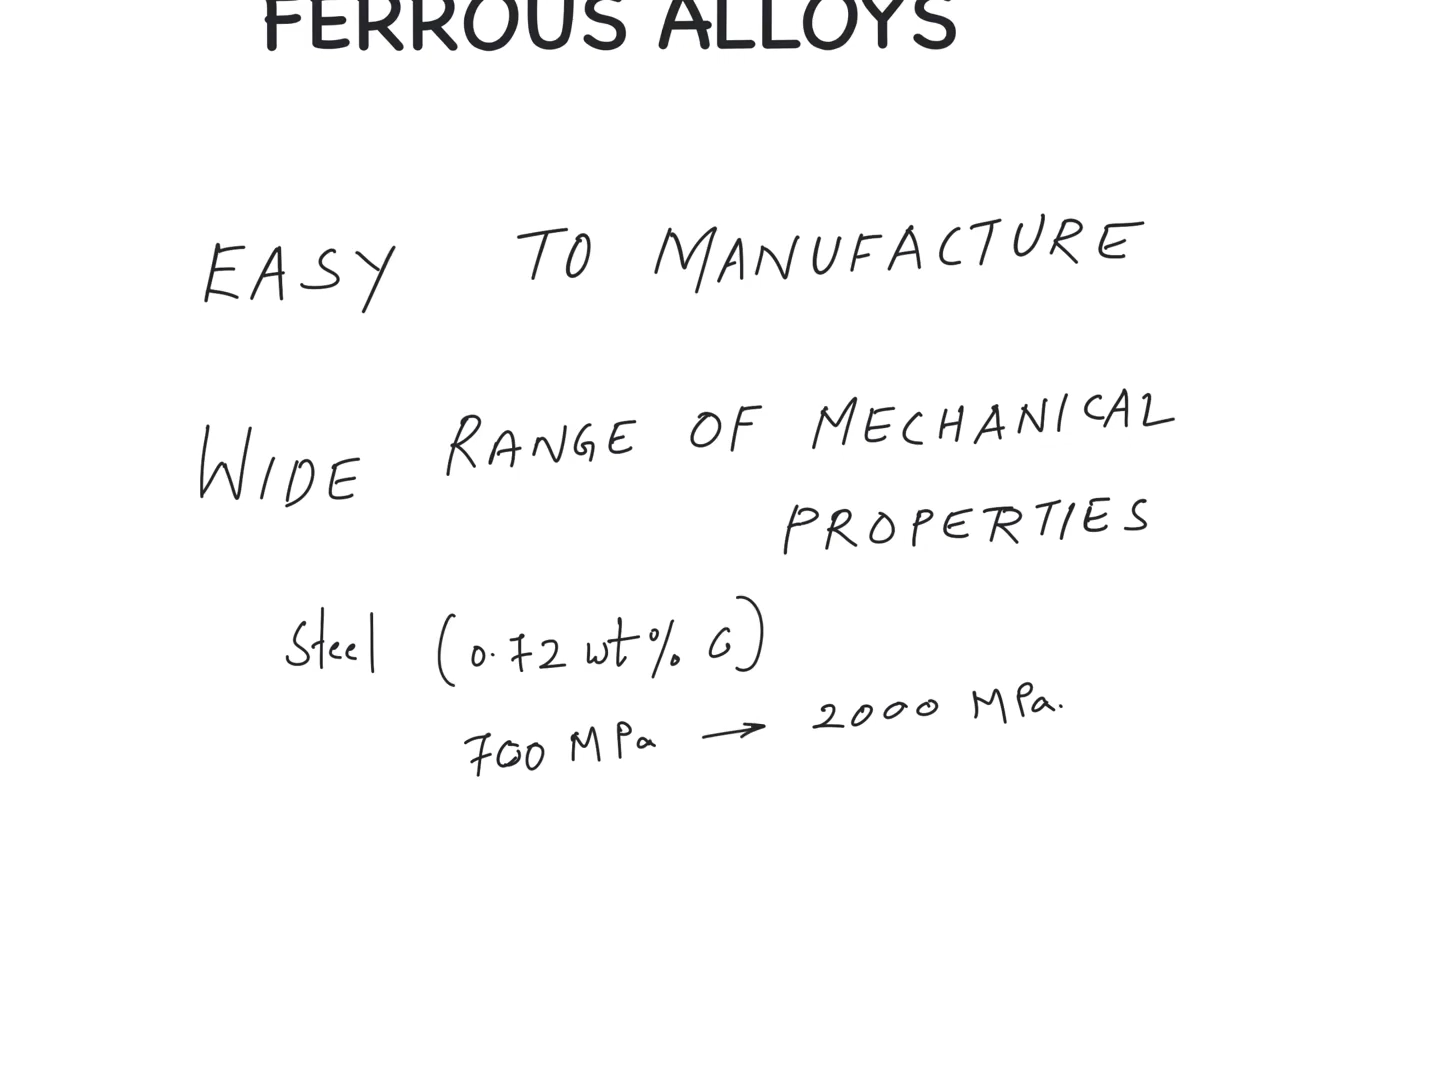 FERROUS ALLOYS
EASY TO MANUFACTURE
WIDE RANGE OF MECHANICAL
PROPERTIES
Steel (0.72 wt% C)
700 MPa → 2000 MPa.